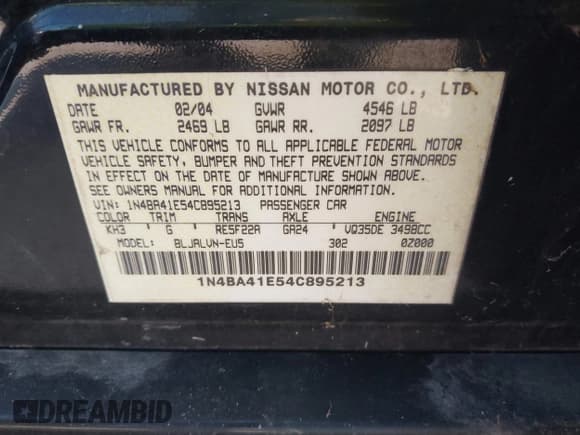 MANUFACTURED BY NISSAN MOTOR CO., LTD.
DATE 02/04 GVWR 4546 LB
GAWR FR. 2469 LB GAWR RR. 2097 LB
THIS VEHICLE CONFORMS TO ALL APPLICABLE FEDERAL MOTOR
VEHICLE SAFETY, BUMPER AND THEFT PREVENTION STANDARDS
IN EFFECT ON THE DATE OF MANUFACTURE SHOWN ABOVE.
SEE OWNERS MANUAL FOR ADDITIONAL INFORMATION.
VIN: 1N4BA41E54C895213 PASSENGER CAR
COLOR TRIM TRANS AXLE ENGINE
KH3 G RE5F22A GA24 VQ35DE 3498CC
MODEL: BLJALVN-EU5 302 0Z000
1N4BA41E54C895213
DREAMBID